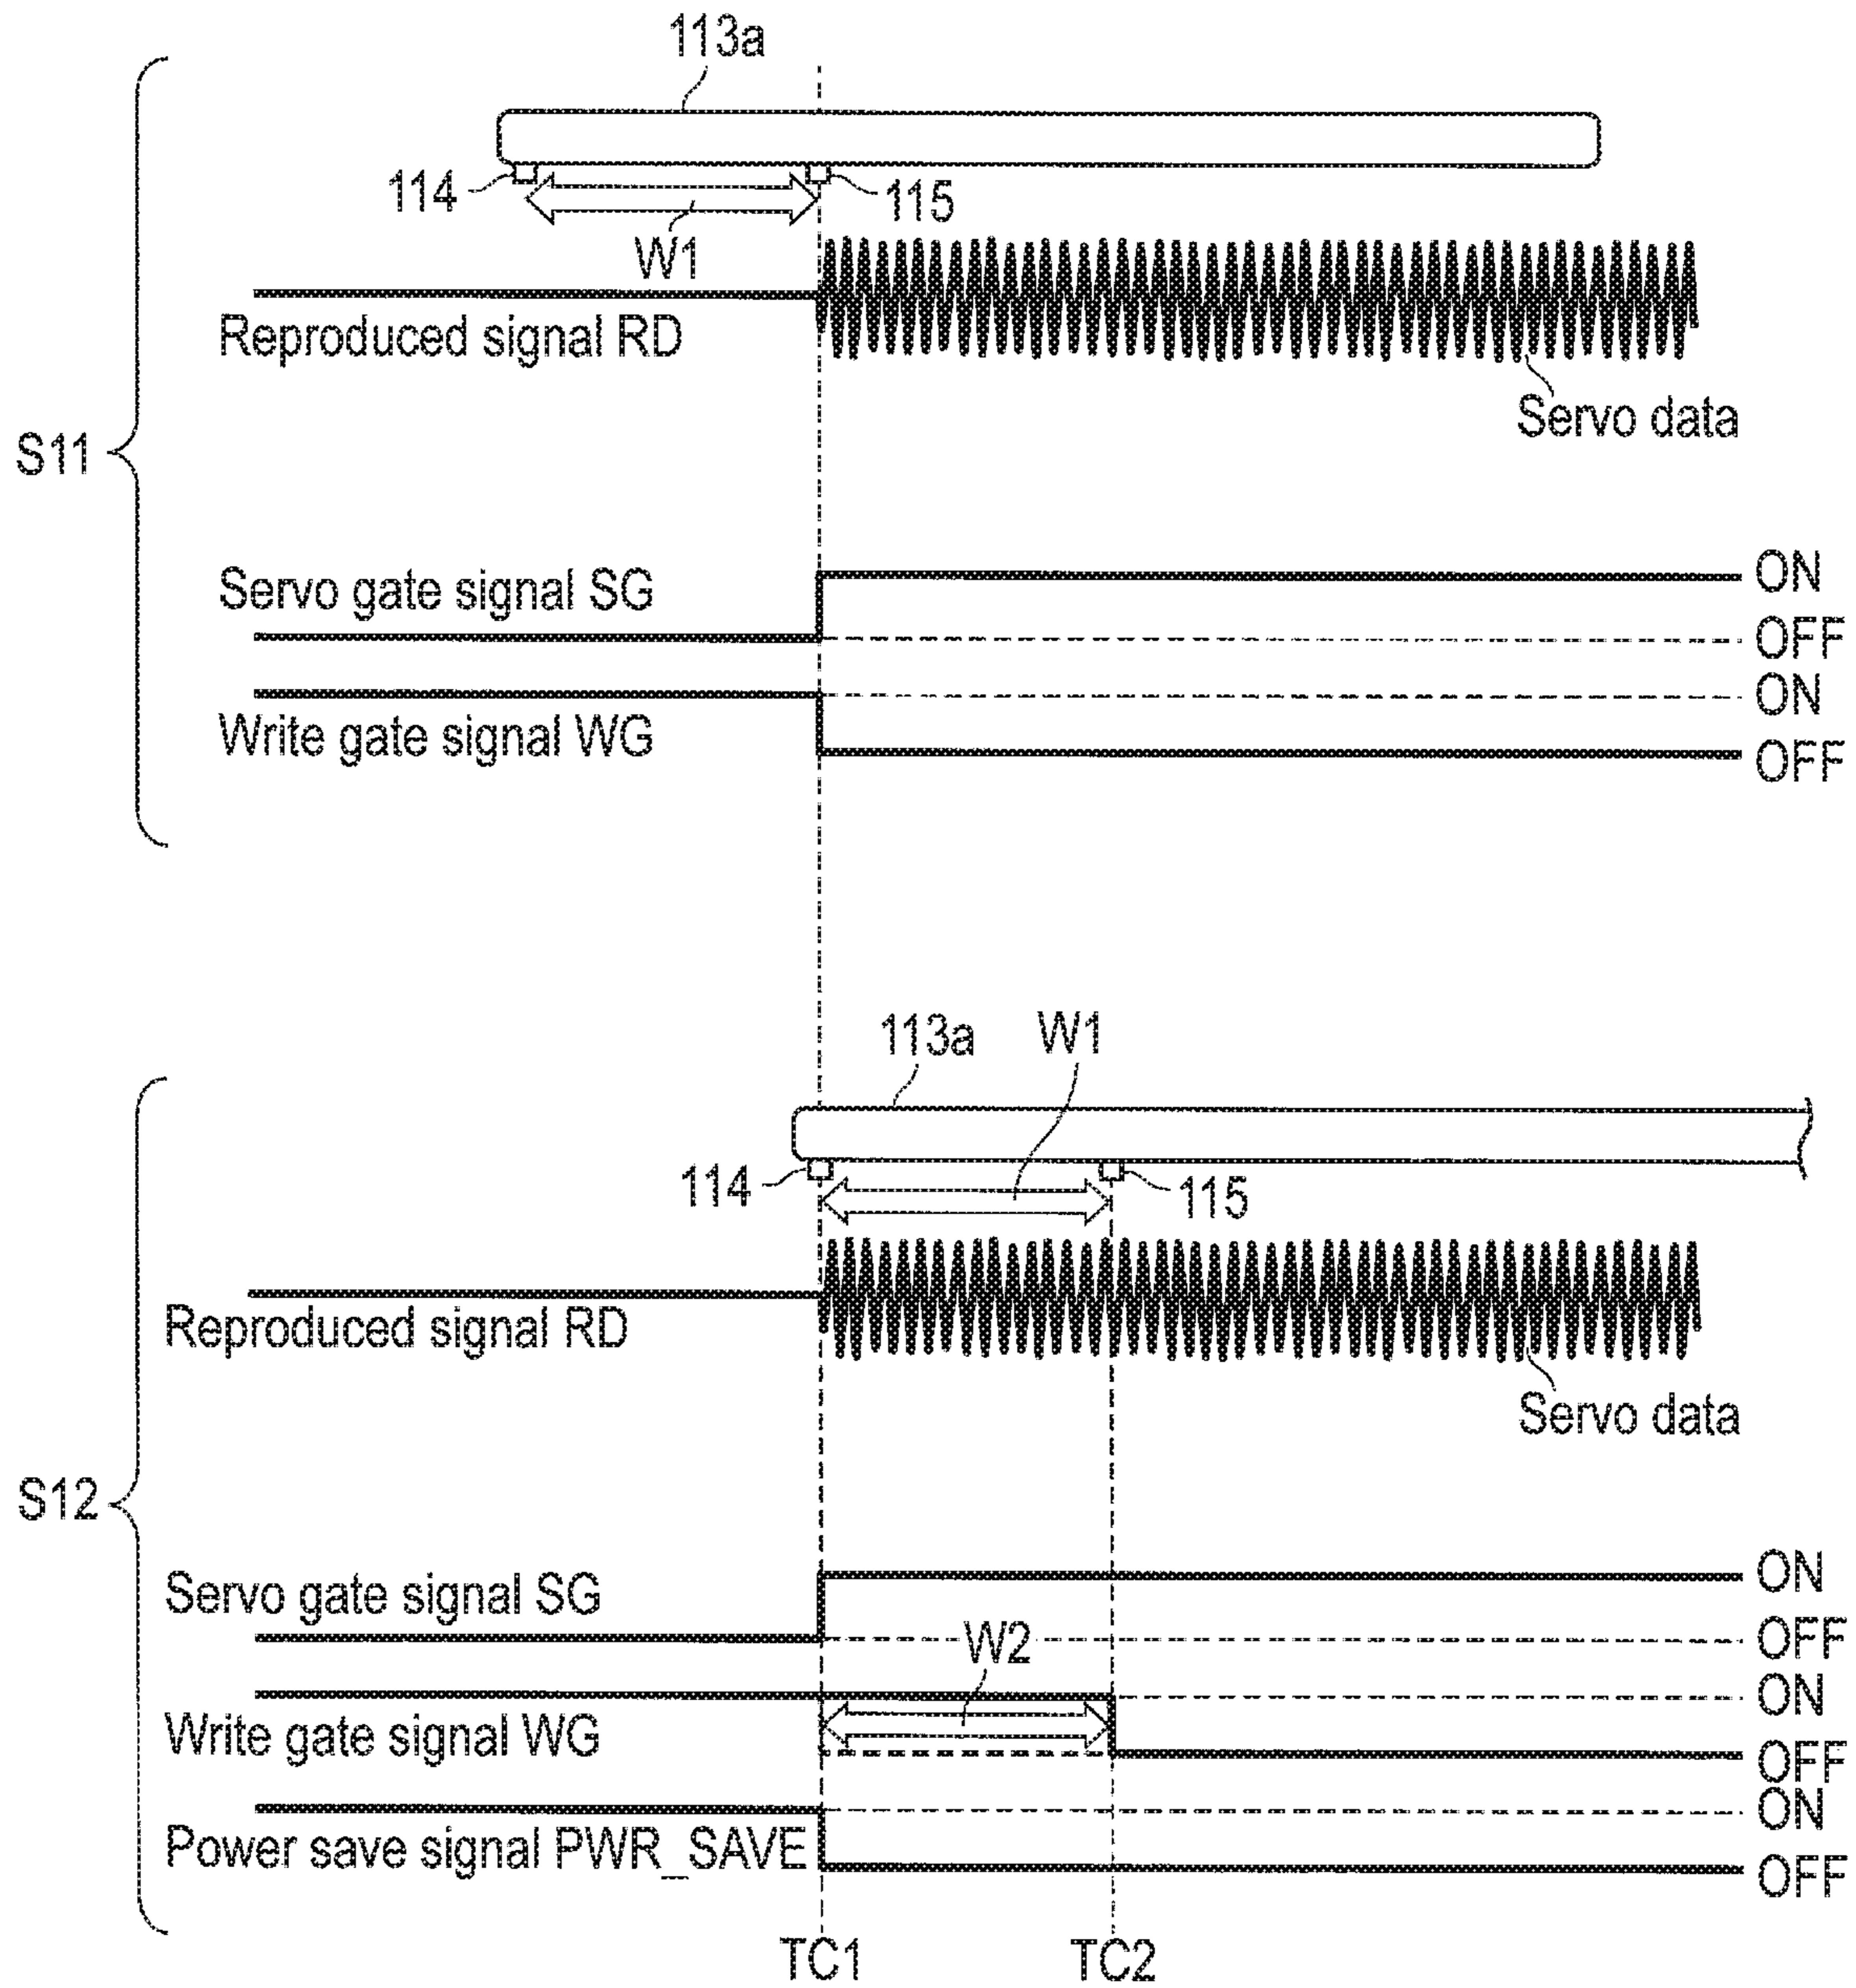 113a
114
115
W1
Reproduced signal RD
Servo data
S11
Servo gate signal SG
ON
OFF
ON
Write gate signal WG
OFF
113a
W1
114
115
Reproduced signal RD
Servo data
S12
Servo gate signal SG
ON
OFF
W2
ON
Write gate signal WG
OFF
ON
Power save signal PWR_SAVE
OFF
TC1
TC2